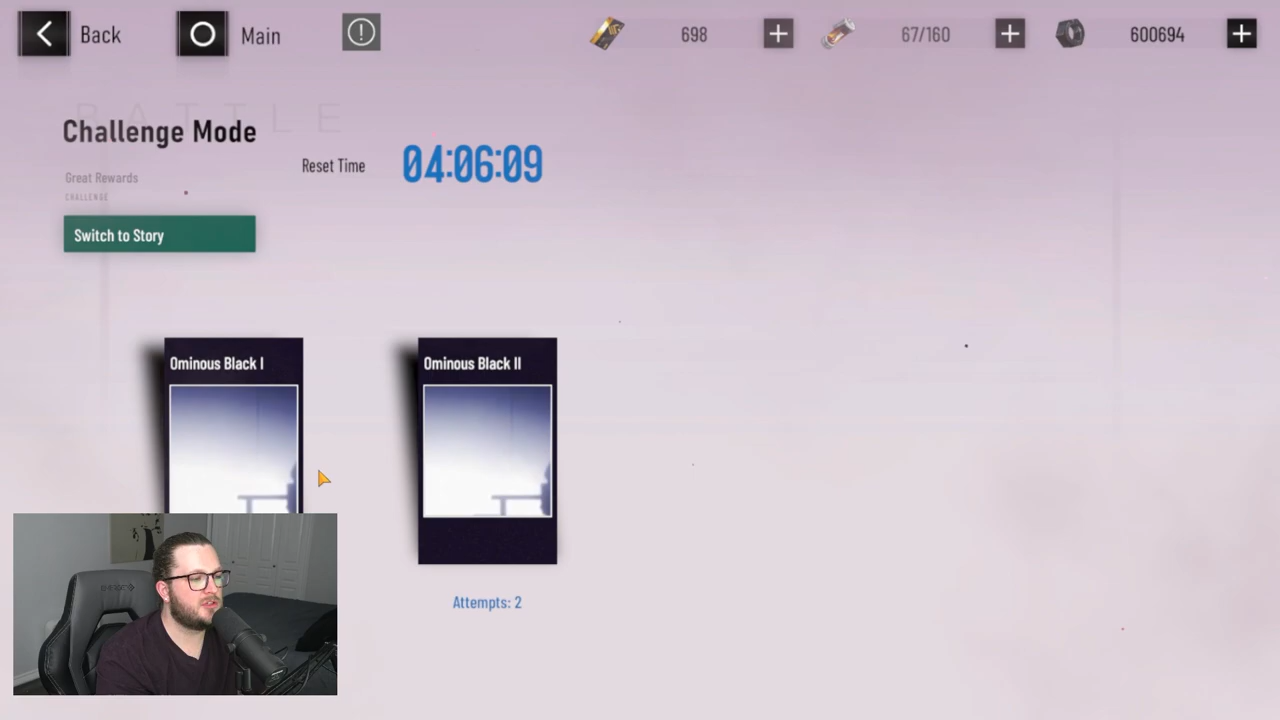 Back
Main
698
67/160
600694
BATTLE
Challenge Mode
Reset Time
04:06:09
Great Rewards
CHALLENGE
Switch to Story
Ominous Black I
Ominous Black II
Attempts: 2